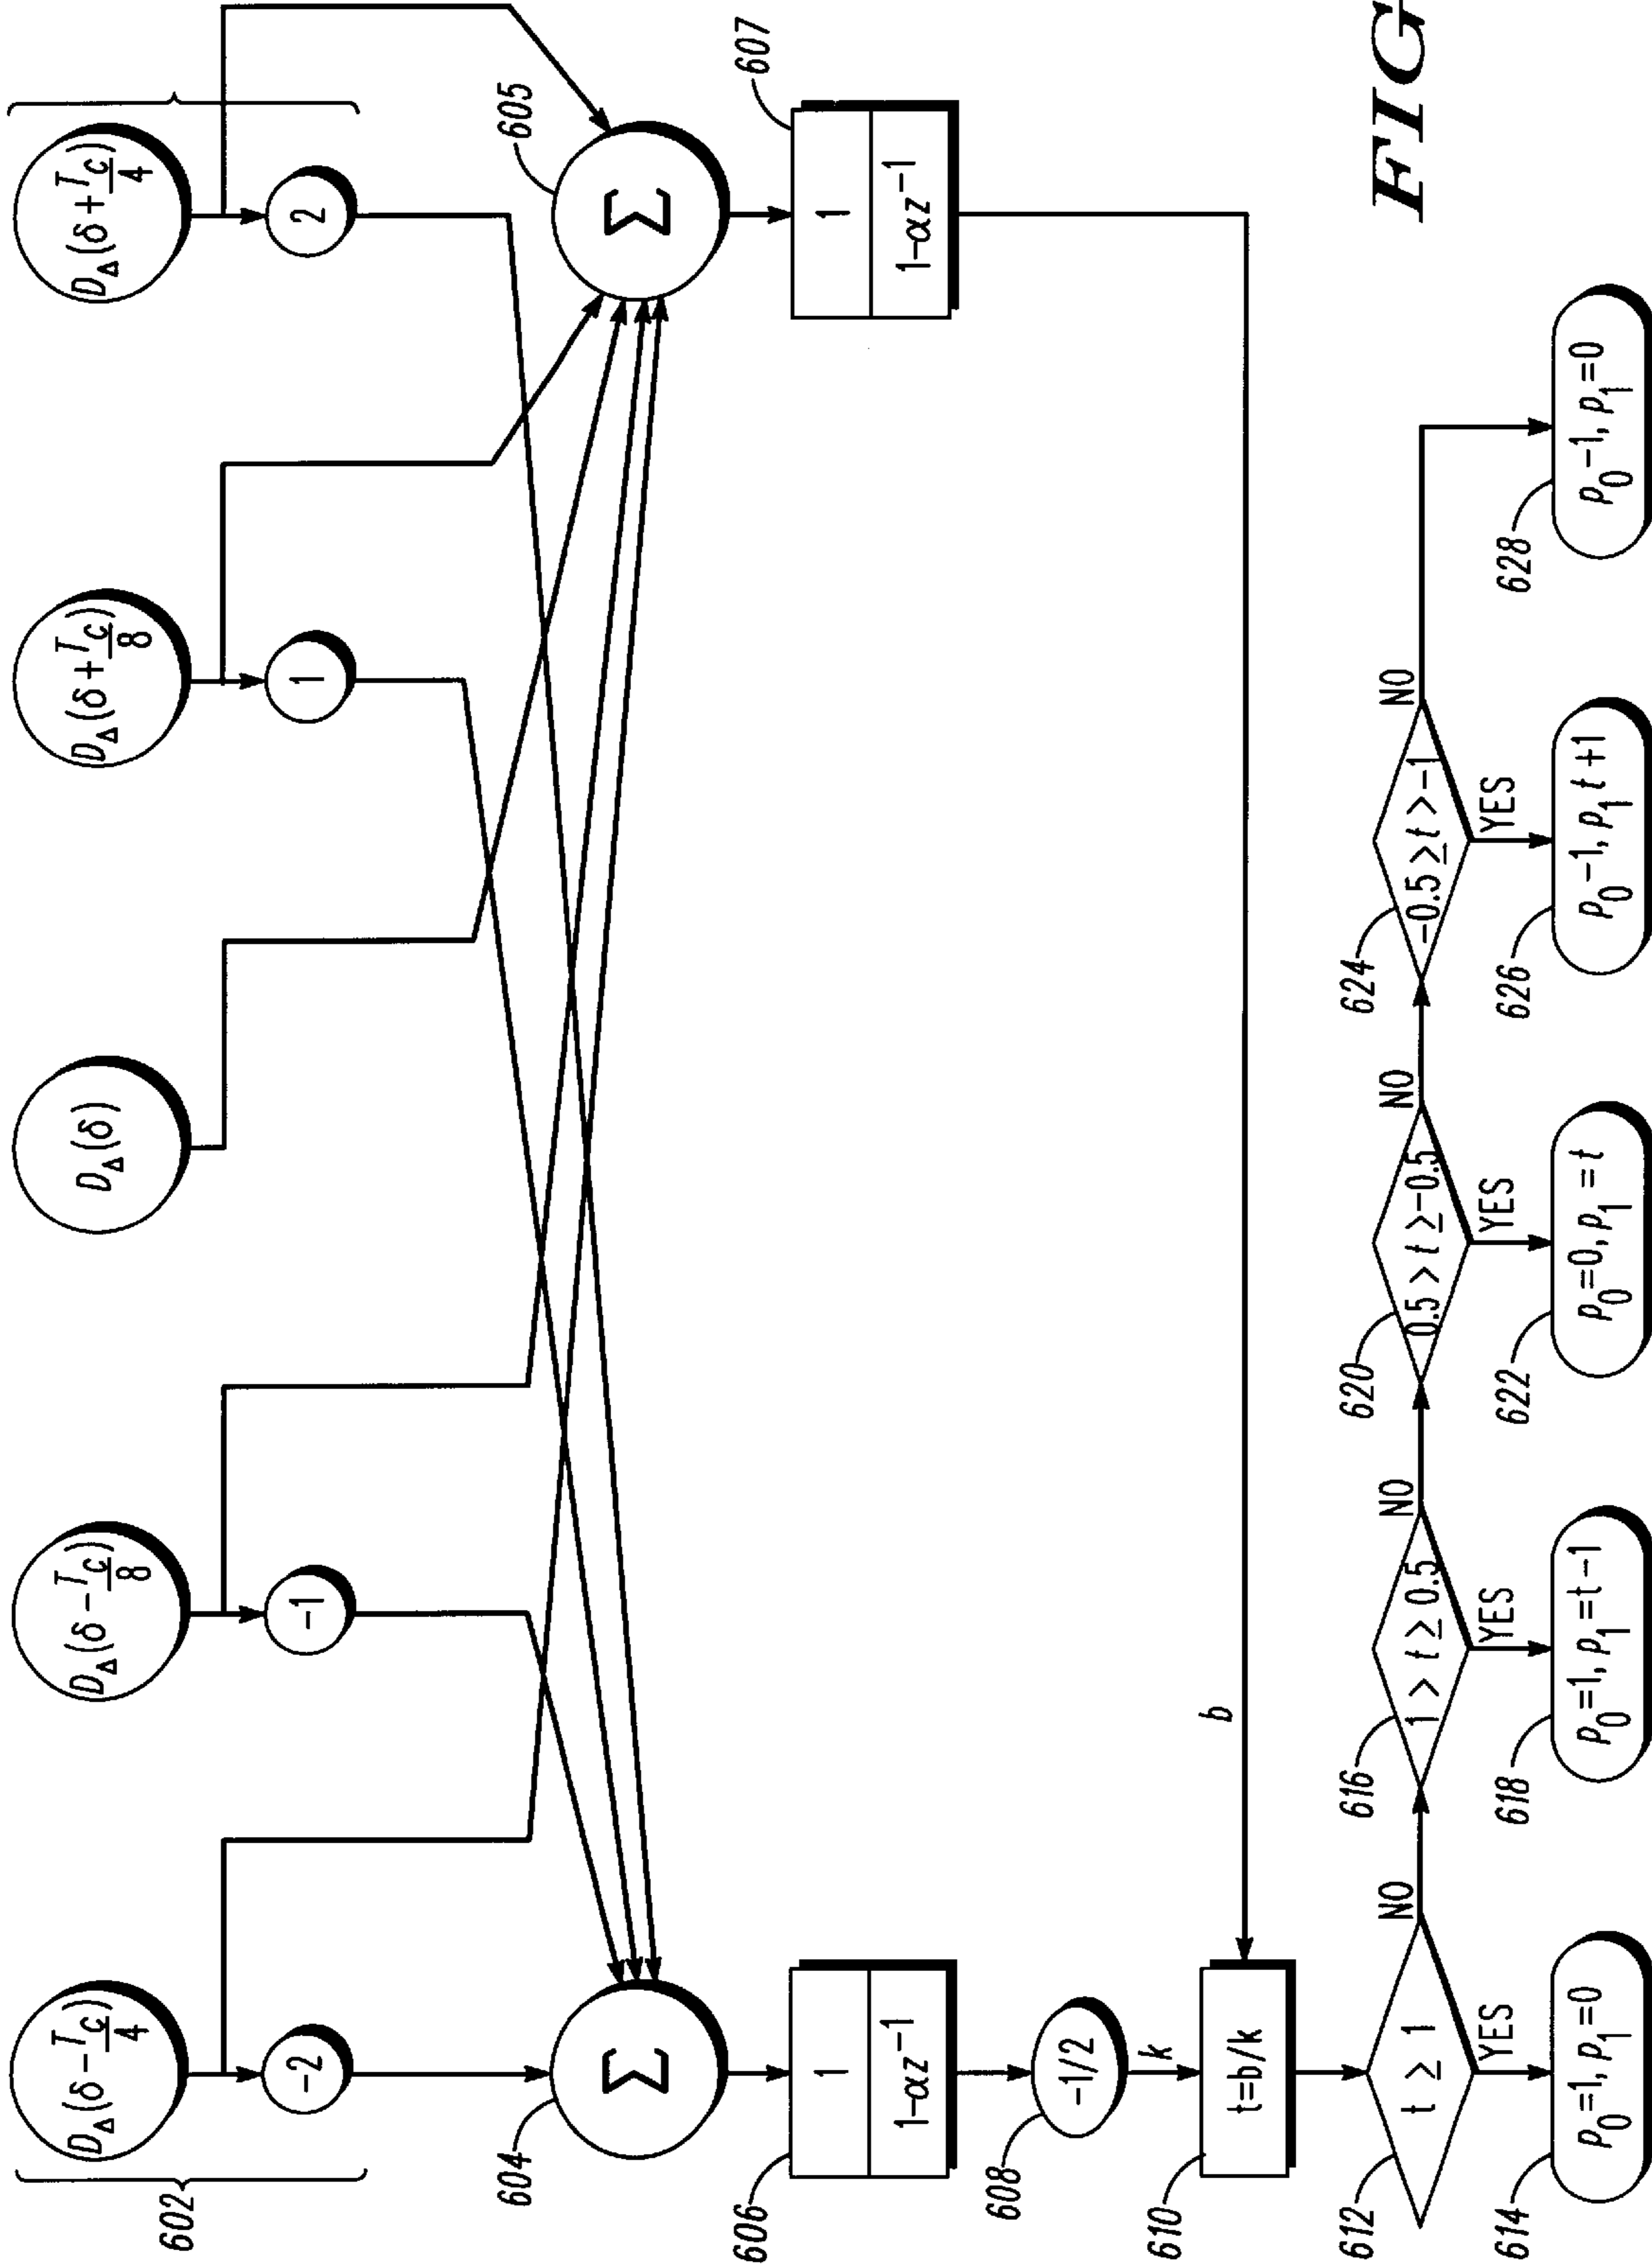 D_Δ(δ - T_c/4)
D_Δ(δ - T_c/8)
D_Δ(δ)
D_Δ(δ + T_c/8)
D_Δ(δ + T_c/4)
602
-2
-1
1
2
604
Σ
605
Σ
606
1
1-αz^-1
607
1
1-αz^-1
608
-1/2
k
b
610
t=b/k
612
t ≥ 1
NO
616
1 > t ≥ 0.5
NO
620
0.5 > t ≥ -0.5
NO
624
-0.5 ≥ t > -1
NO
YES
YES
YES
YES
614
p_0=1, p_1=0
618
p_0=1, p_1=t-1
622
p_0=0, p_1=t
626
p_0-1, p_1 t+1
628
p_0-1, p_1=0
FIG